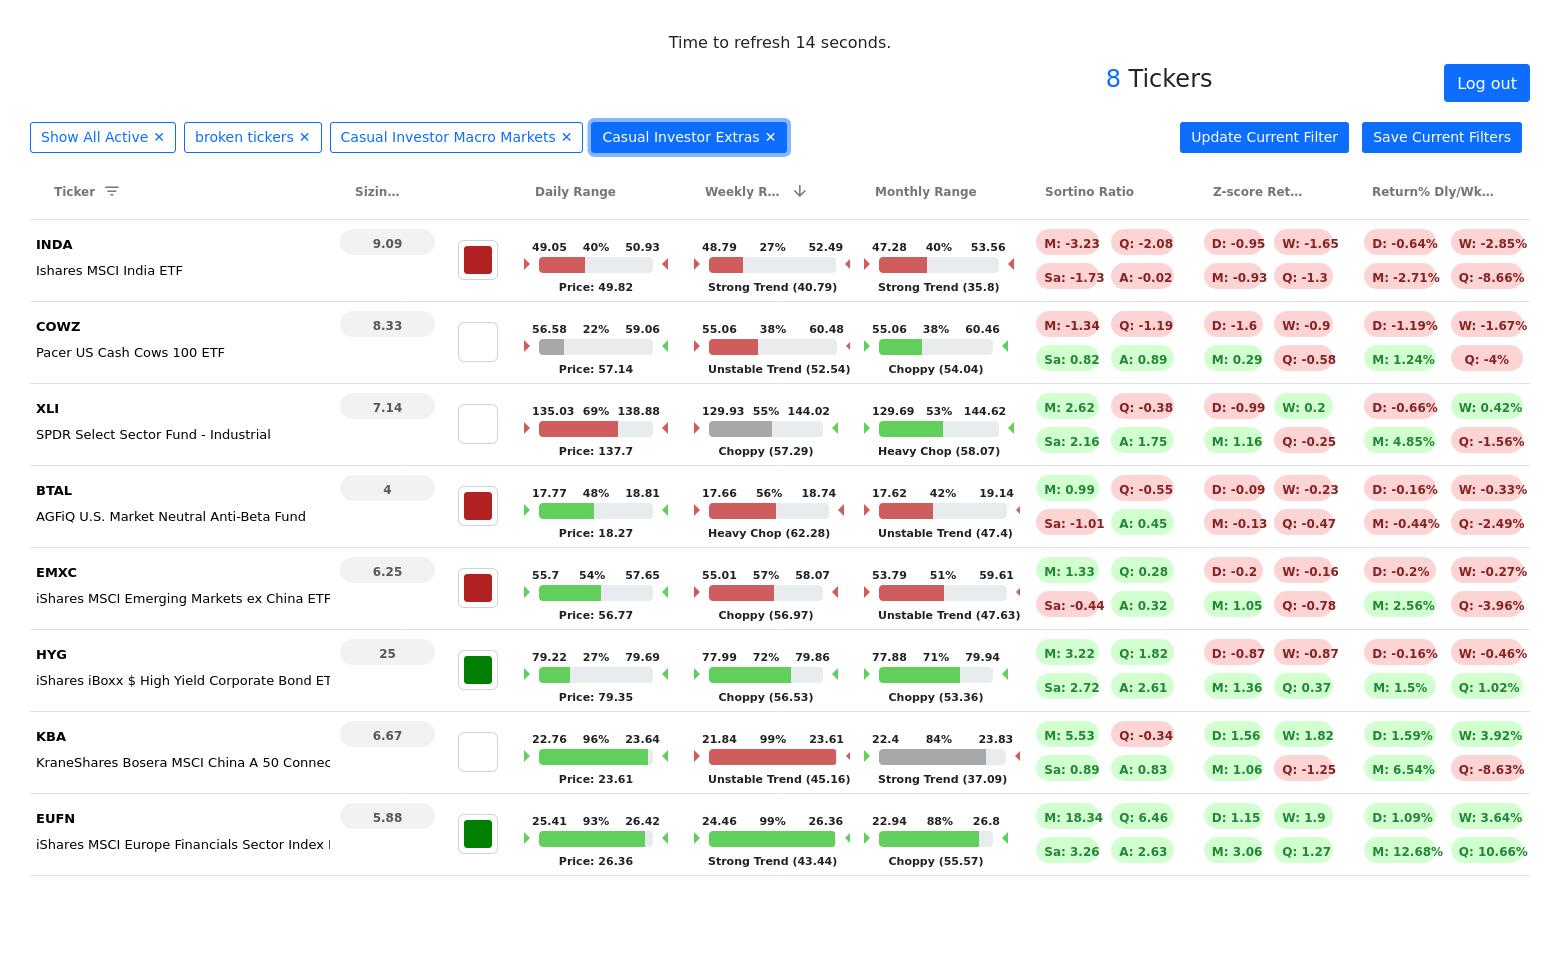 Time to refresh 14 seconds.
8 Tickers
Log out
Show All Active ✕ broken tickers ✕ Casual Investor Macro Markets ✕ Casual Investor Extras ✕ Update Current Filter Save Current Filters
Ticker Sizin… Daily Range Weekly R… Monthly Range Sortino Ratio Z-score Ret… Return% Dly/Wk…
INDA 9.09 49.05 40% 50.93 48.79 27% 52.49 47.28 40% 53.56 M: -3.23 Q: -2.08 D: -0.95 W: -1.65 D: -0.64% W: -2.85%
Ishares MSCI India ETF Sa: -1.73 A: -0.02 M: -0.93 Q: -1.3 M: -2.71% Q: -8.66%
Price: 49.82 Strong Trend (40.79) Strong Trend (35.8)
COWZ 8.33 56.58 22% 59.06 55.06 38% 60.48 55.06 38% 60.46 M: -1.34 Q: -1.19 D: -1.6 W: -0.9 D: -1.19% W: -1.67%
Pacer US Cash Cows 100 ETF Sa: 0.82 A: 0.89 M: 0.29 Q: -0.58 M: 1.24% Q: -4%
Price: 57.14 Unstable Trend (52.54) Choppy (54.04)
XLI 7.14 135.03 69% 138.88 129.93 55% 144.02 129.69 53% 144.62 M: 2.62 Q: -0.38 D: -0.99 W: 0.2 D: -0.66% W: 0.42%
SPDR Select Sector Fund - Industrial Sa: 2.16 A: 1.75 M: 1.16 Q: -0.25 M: 4.85% Q: -1.56%
Price: 137.7 Choppy (57.29) Heavy Chop (58.07)
BTAL 4 17.77 48% 18.81 17.66 56% 18.74 17.62 42% 19.14 M: 0.99 Q: -0.55 D: -0.09 W: -0.23 D: -0.16% W: -0.33%
AGFiQ U.S. Market Neutral Anti-Beta Fund Sa: -1.01 A: 0.45 M: -0.13 Q: -0.47 M: -0.44% Q: -2.49%
Price: 18.27 Heavy Chop (62.28) Unstable Trend (47.4)
EMXC 6.25 55.7 54% 57.65 55.01 57% 58.07 53.79 51% 59.61 M: 1.33 Q: 0.28 D: -0.2 W: -0.16 D: -0.2% W: -0.27%
iShares MSCI Emerging Markets ex China ETF Sa: -0.44 A: 0.32 M: 1.05 Q: -0.78 M: 2.56% Q: -3.96%
Price: 56.77 Choppy (56.97) Unstable Trend (47.63)
HYG 25 79.22 27% 79.69 77.99 72% 79.86 77.88 71% 79.94 M: 3.22 Q: 1.82 D: -0.87 W: -0.87 D: -0.16% W: -0.46%
iShares iBoxx $ High Yield Corporate Bond ET Sa: 2.72 A: 2.61 M: 1.36 Q: 0.37 M: 1.5% Q: 1.02%
Price: 79.35 Choppy (56.53) Choppy (53.36)
KBA 6.67 22.76 96% 23.64 21.84 99% 23.61 22.4 84% 23.83 M: 5.53 Q: -0.34 D: 1.56 W: 1.82 D: 1.59% W: 3.92%
KraneShares Bosera MSCI China A 50 Connec Sa: 0.89 A: 0.83 M: 1.06 Q: -1.25 M: 6.54% Q: -8.63%
Price: 23.61 Unstable Trend (45.16) Strong Trend (37.09)
EUFN 5.88 25.41 93% 26.42 24.46 99% 26.36 22.94 88% 26.8 M: 18.34 Q: 6.46 D: 1.15 W: 1.9 D: 1.09% W: 3.64%
iShares MSCI Europe Financials Sector Index Sa: 3.26 A: 2.63 M: 3.06 Q: 1.27 M: 12.68% Q: 10.66%
Price: 26.36 Strong Trend (43.44) Choppy (55.57)